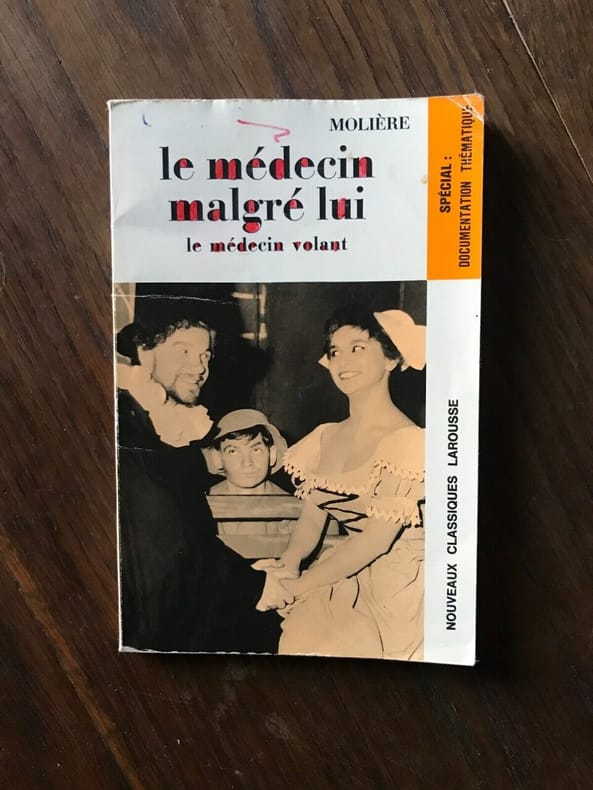 MOLIÈRE
le médecin
malgré lui
le médecin volant
SPÉCIAL :
DOCUMENTATION THÉMATIQUE
NOUVEAUX CLASSIQUES LAROUSSE